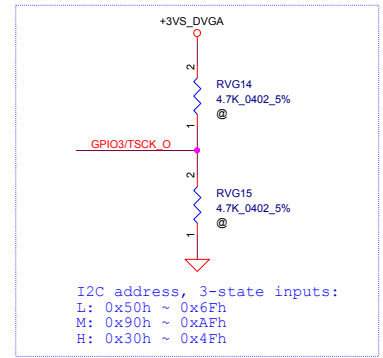 +3VS_DVGA
2
RVG14
4.7K_0402_5%
@
1
GPIO3/TSCK_O
2
RVG15
4.7K_0402_5%
@
1
I2C address, 3-state inputs:
L: 0x50h ~ 0x6Fh
M: 0x90h ~ 0xAFh
H: 0x30h ~ 0x4Fh